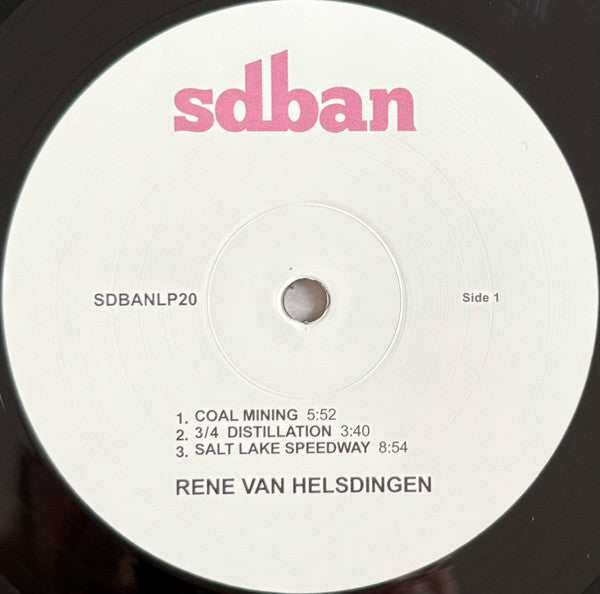 sdban
SDBANLP20
Side 1
1. COAL MINING 5:52
2. 3/4 DISTILLATION 3:40
3. SALT LAKE SPEEDWAY 8:54
RENE VAN HELSDINGEN